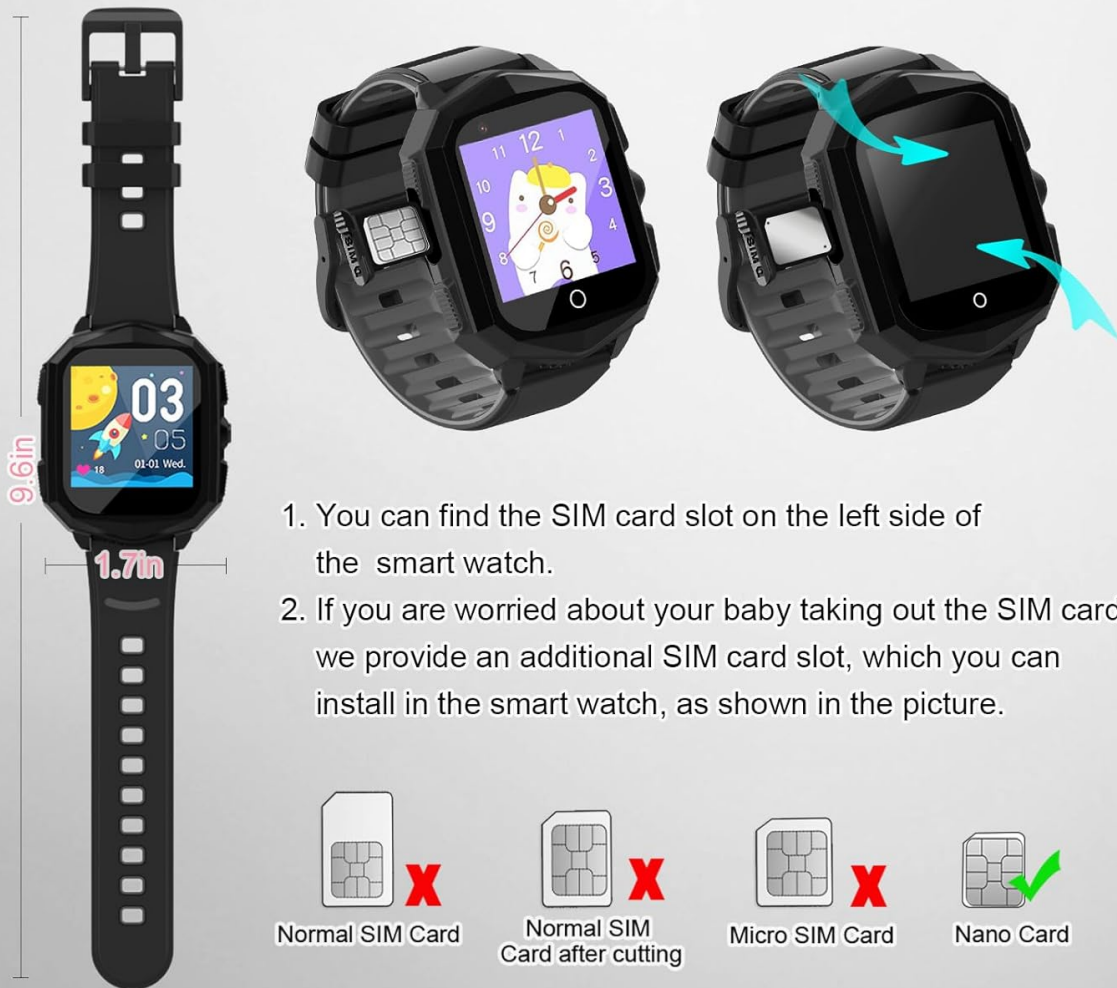 9.6in
1.7in
03
05
18
01-01 Wed.
12
1
2
3
4
5
6
7
8
9
10
11
1. You can find the SIM card slot on the left side of
the smart watch.
2. If you are worried about your baby taking out the SIM card
we provide an additional SIM card slot, which you can
install in the smart watch, as shown in the picture.
X
X
X
Normal SIM Card
Normal SIM
Card after cutting
Micro SIM Card
Nano Card